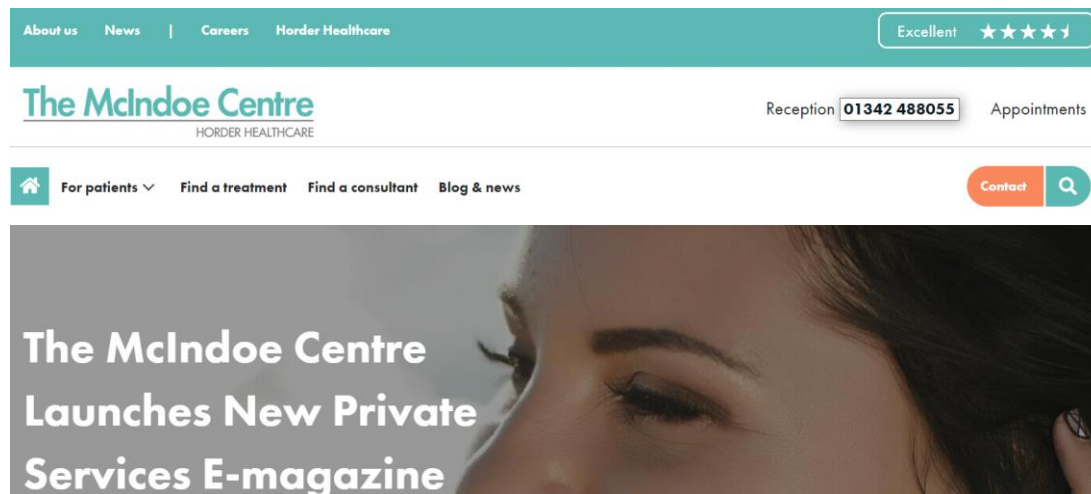 About us News | Careers Horder Healthcare Excellent
The McIndoe Centre
HORDER HEALTHCARE
Reception 01342 488055 Appointments
For patients Find a treatment Find a consultant Blog & news Contact
The McIndoe Centre
Launches New Private
Services E-magazine